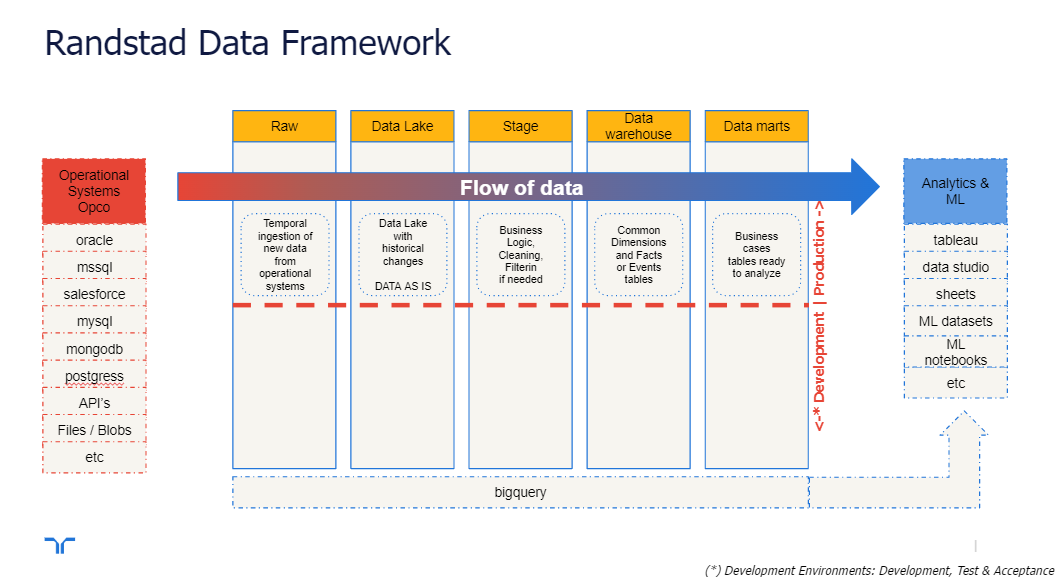 Randstad Data Framework
Raw
Data Lake
Stage
Data
warehouse
Data marts
Operational
Systems
Opco
oracle
mssql
salesforce
mysql
mongodb
postgress
API's
Files / Blobs
etc
Flow of data
Temporal
ingestion of
new data
from
operational
systems
Data Lake
with
historical
changes
DATA AS IS
Business
Logic,
Cleaning,
Filterin
if needed
Common
Dimensions
and Facts
or Events
tables
Business
cases
tables ready
to analyze
<-* Development | Production ->
Analytics &
ML
tableau
data studio
sheets
ML datasets
ML
notebooks
etc
bigquery
(*) Development Environments: Development, Test & Acceptance